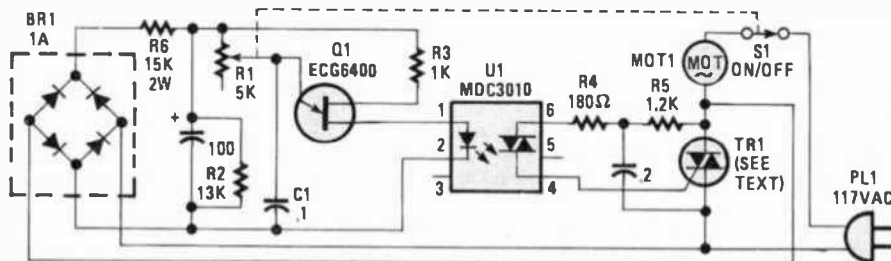 BR1
1A
R6
15K
2W
R1
5K
Q1
ECG6400
R3
1K
U1
MDC3010
R4
180Ω
R5
1.2K
MOT1
MOT
S1
ON/OFF
+
100
R2
13K
C1
.1
1
2
3
6
5
4
.2
TR1
(SEE
TEXT)
PL1
117VAC